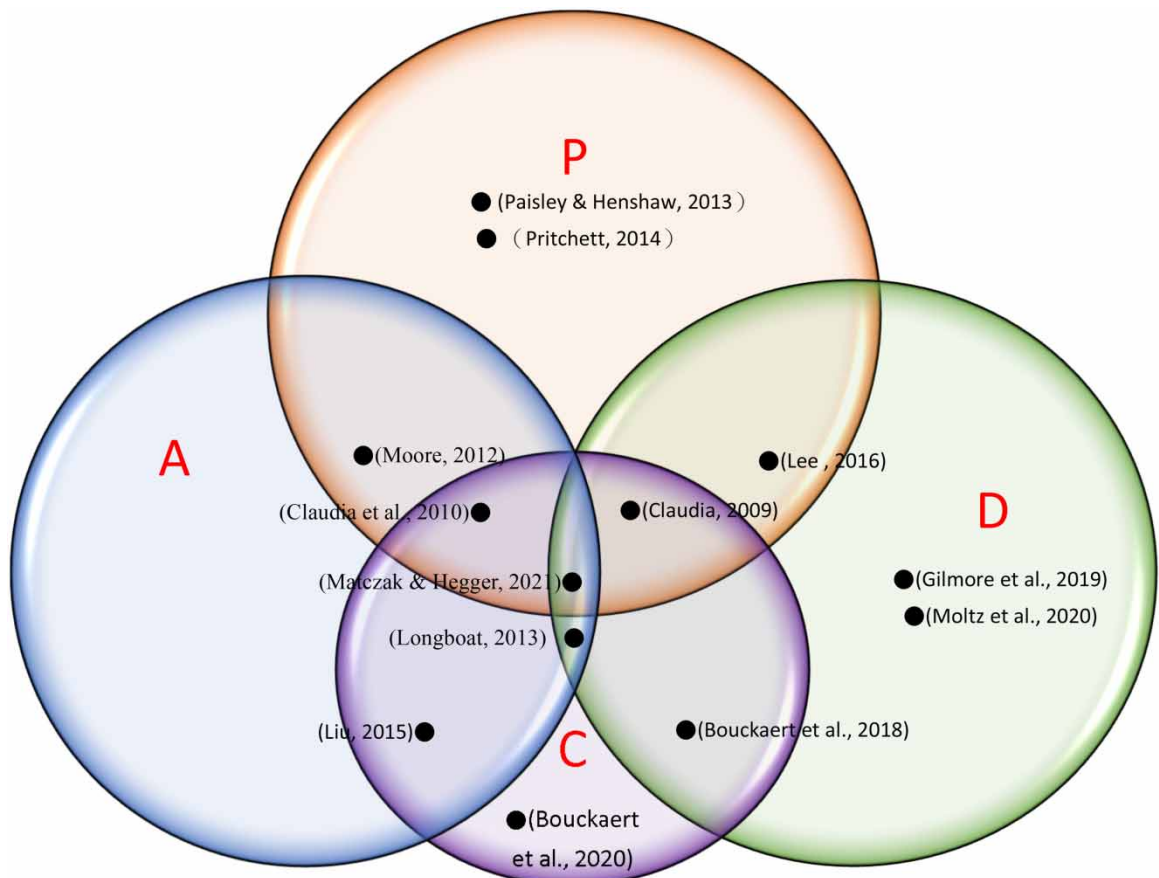 P
(Paisley & Henshaw, 2013）
（Pritchett, 2014）
A
(Moore, 2012)
(Lee , 2016)
(Claudia et al., 2010)
(Claudia, 2009)
D
(Matczak & Hegger, 2021)
(Gilmore et al., 2019)
(Moltz et al., 2020)
(Longboat, 2013)
(Liu, 2015)
(Bouckaert et al., 2018)
C
(Bouckaert
et al., 2020)